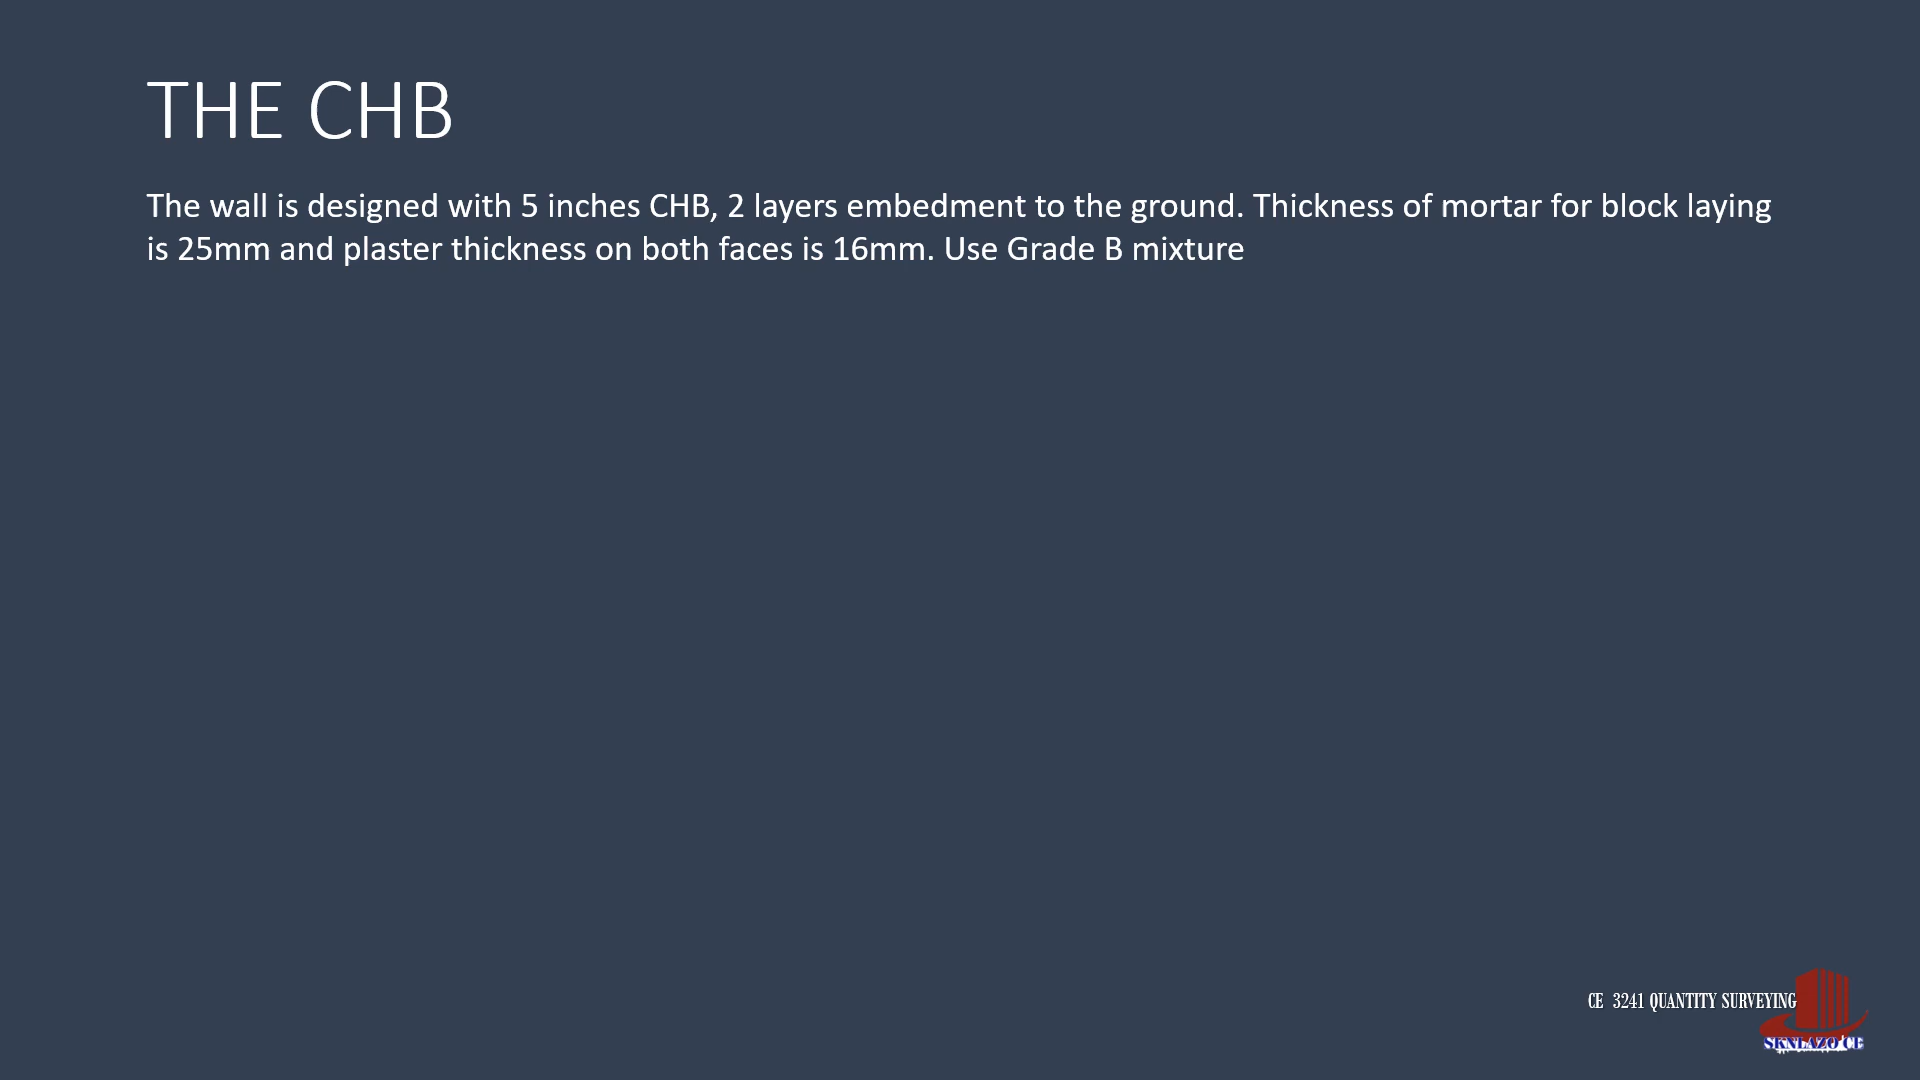 THE CHB
The wall is designed with 5 inches CHB, 2 layers embedment to the ground. Thickness of mortar for block laying
is 25mm and plaster thickness on both faces is 16mm. Use Grade B mixture
CE 3241 QUANTITY SURVEYING
SKNLAZO CE